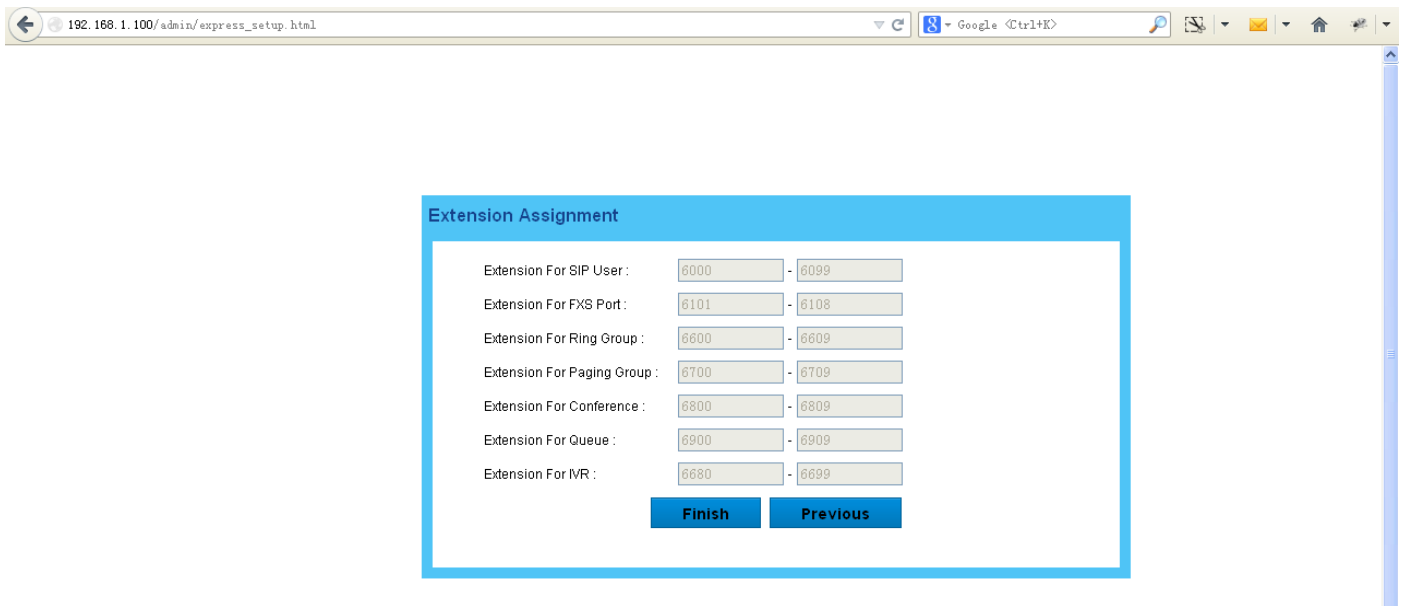 192.168.1.100/admin/express_setup.html
Google <Ctrl+K>
Extension Assignment
Extension For SIP User : 6000 - 6099
Extension For FXS Port : 6101 - 6108
Extension For Ring Group : 6600 - 6609
Extension For Paging Group : 6700 - 6709
Extension For Conference : 6800 - 6809
Extension For Queue : 6900 - 6909
Extension For IVR : 6680 - 6699
Finish Previous